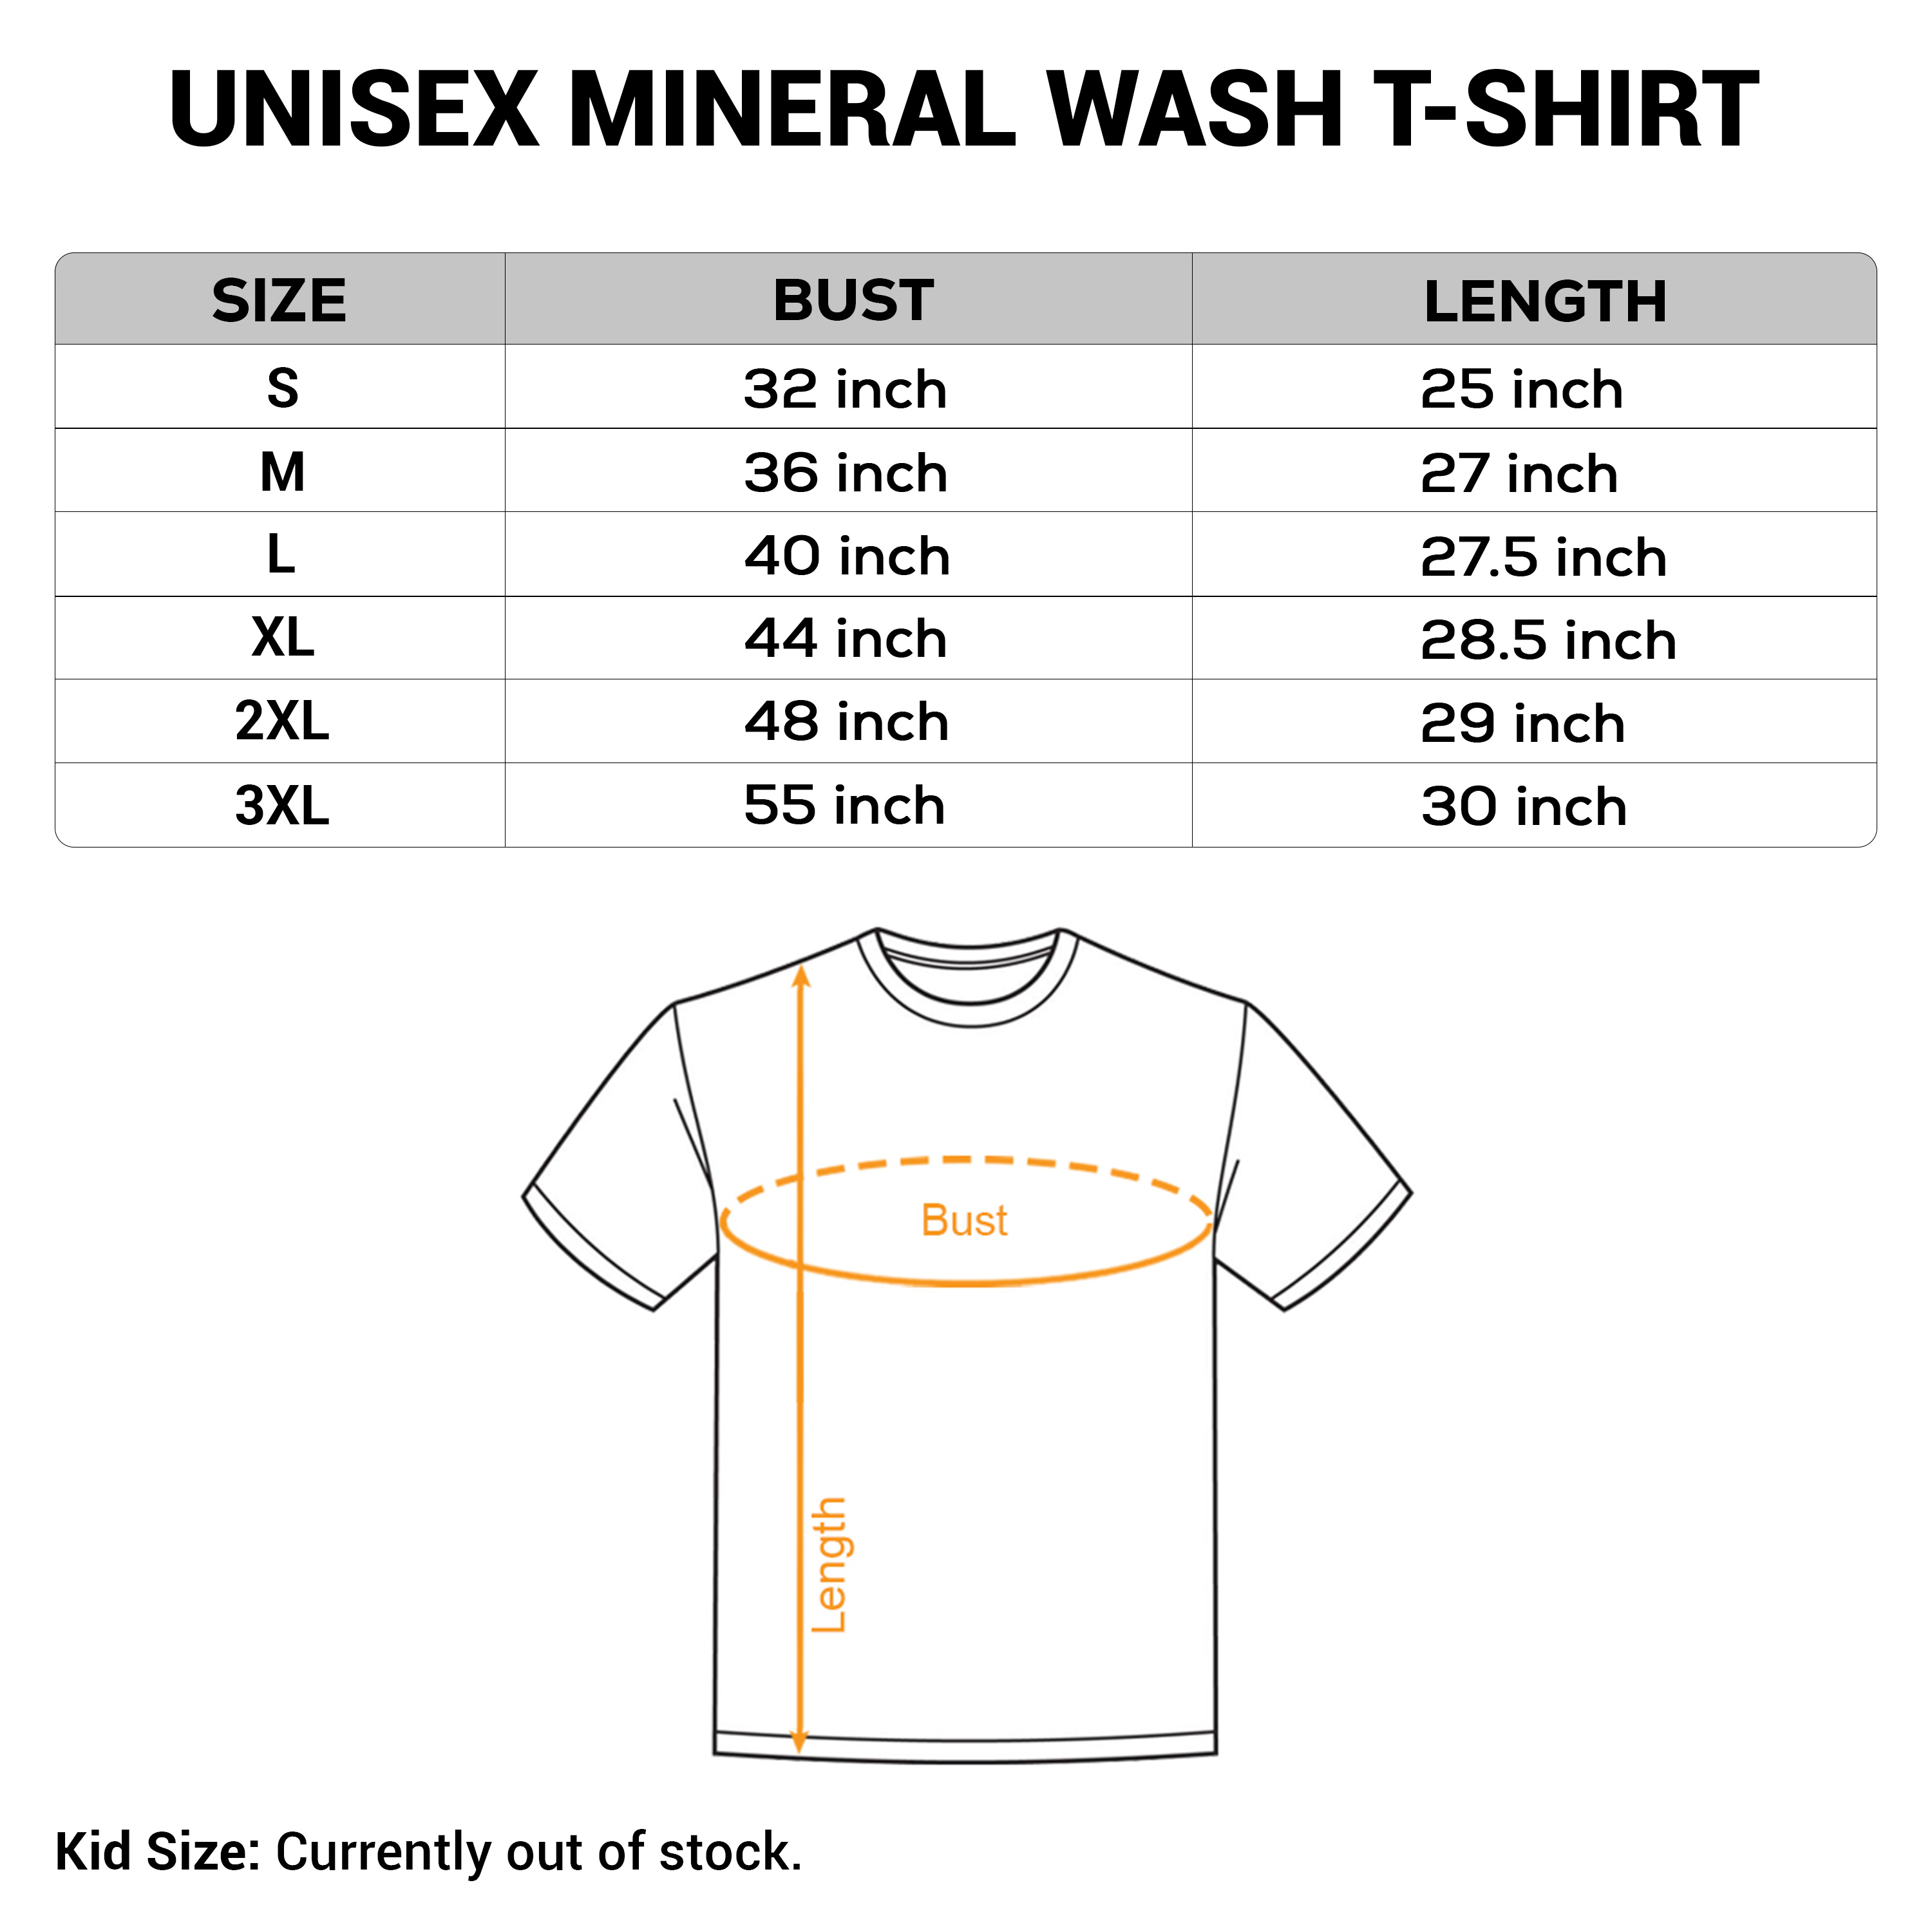 UNISEX MINERAL WASH T-SHIRT
SIZE BUST LENGTH
S 32 inch 25 inch
M 36 inch 27 inch
L 40 inch 27.5 inch
XL 44 inch 28.5 inch
2XL 48 inch 29 inch
3XL 55 inch 30 inch
Bust
Length
Kid Size: Currently out of stock.